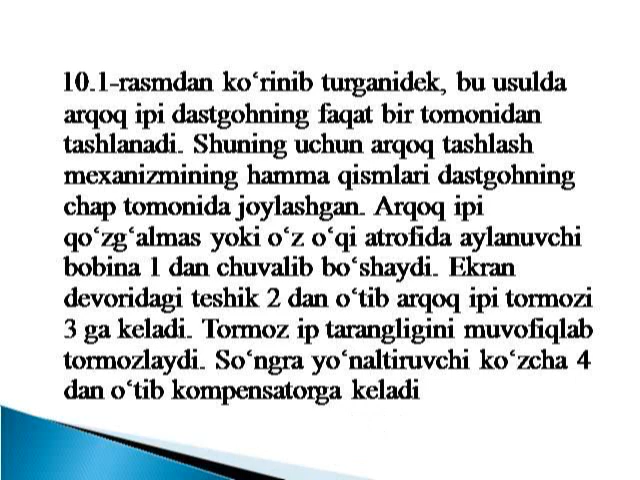 10.1-rasmdan ko‘rinib turganidek, bu usulda
arqoq ipi dastgohning faqat bir tomonidan
tashlanadi. Shuning uchun arqoq tashlash
mexanizmining hamma qismlari dastgohning
chap tomonida joylashgan. Arqoq ipi
qo‘zg‘almas yoki o‘z o‘qi atrofida aylanuvchi
bobina 1 dan chuvalib bo‘shaydi. Ekran
devoridagi teshik 2 dan o‘tib arqoq ipi tormozi
3 ga keladi. Tormoz ip tarangligini muvofiqlab
tormozlaydi. So‘ngra yo‘naltiruvchi ko‘zcha 4
dan o‘tib kompensatorga keladi